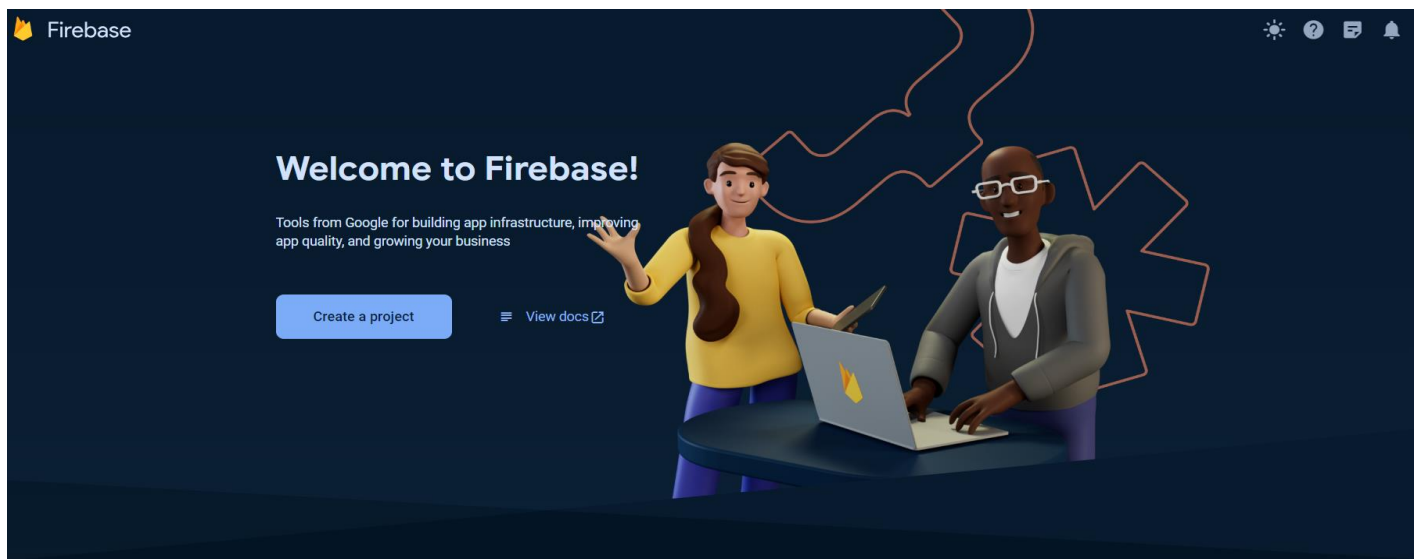 Firebase
Welcome to Firebase!
Tools from Google for building app infrastructure, improving
app quality, and growing your business
Create a project
View docs